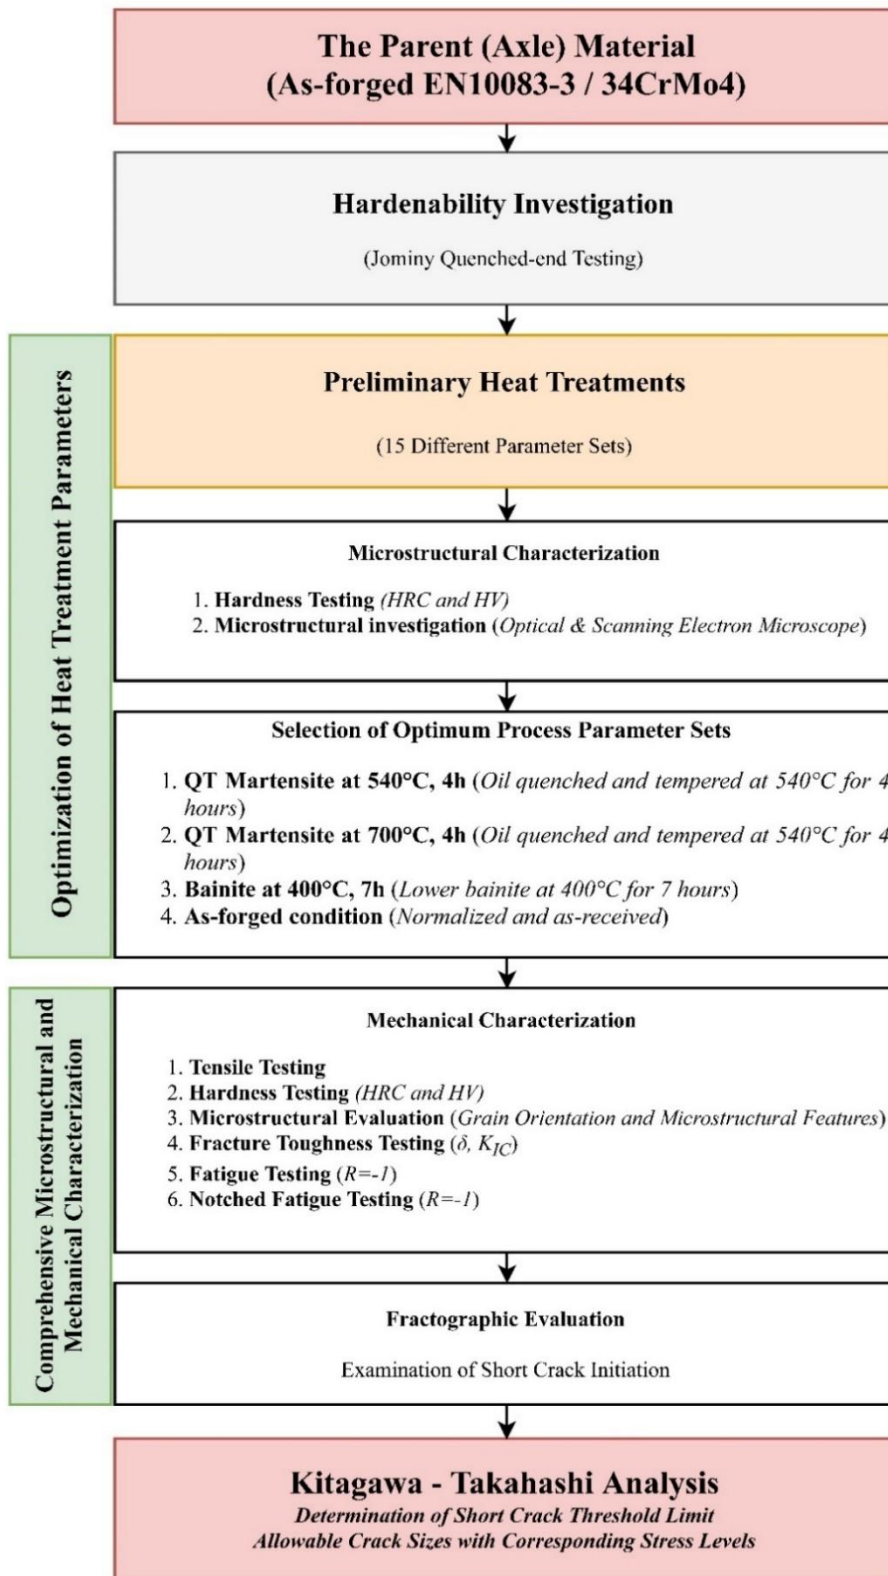 The Parent (Axle) Material
(As-forged EN10083-3 / 34CrMo4)
Hardenability Investigation
(Jominy Quenched-end Testing)
Optimization of Heat Treatment Parameters
Preliminary Heat Treatments
(15 Different Parameter Sets)
Microstructural Characterization
1. Hardness Testing (HRC and HV)
2. Microstructural investigation (Optical & Scanning Electron Microscope)
Selection of Optimum Process Parameter Sets
1. QT Martensite at 540°C, 4h (Oil quenched and tempered at 540°C for 4
hours)
2. QT Martensite at 700°C, 4h (Oil quenched and tempered at 540°C for 4
hours)
3. Bainite at 400°C, 7h (Lower bainite at 400°C for 7 hours)
4. As-forged condition (Normalized and as-received)
Comprehensive Microstructural and
Mechanical Characterization
Mechanical Characterization
1. Tensile Testing
2. Hardness Testing (HRC and HV)
3. Microstructural Evaluation (Grain Orientation and Microstructural Features)
4. Fracture Toughness Testing (δ, K_IC)
5. Fatigue Testing (R=-1)
6. Notched Fatigue Testing (R=-1)
Fractographic Evaluation
Examination of Short Crack Initiation
Kitagawa - Takahashi Analysis
Determination of Short Crack Threshold Limit
Allowable Crack Sizes with Corresponding Stress Levels